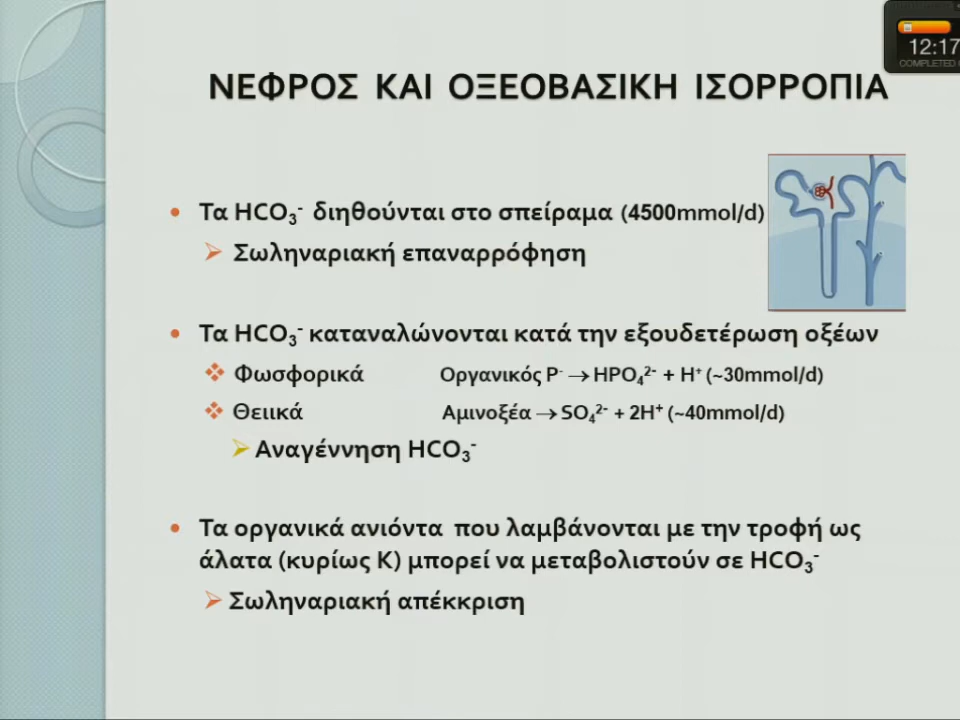 12:17
COMPLETED
ΝΕΦΡΟΣ ΚΑΙ ΟΞΕΟΒΑΣΙΚΗ ΙΣΟΡΡΟΠΙΑ
• Τα HCO₃⁻ διηθούνται στο σπείραμα (4500mmol/d)
➢ Σωληναριακή επαναρρόφηση
• Τα HCO₃⁻ καταναλώνονται κατά την εξουδετέρωση οξέων
❖ Φωσφορικά Οργανικός P⁻ → HPO₄²⁻ + H⁺ (~30mmol/d)
❖ Θειικά Αμινοξέα → SO₄²⁻ + 2H⁺ (~40mmol/d)
➢ Αναγέννηση HCO₃⁻
• Τα οργανικά ανιόντα που λαμβάνονται με την τροφή ως
άλατα (κυρίως Κ) μπορεί να μεταβολιστούν σε HCO₃⁻
➢ Σωληναριακή απέκκριση